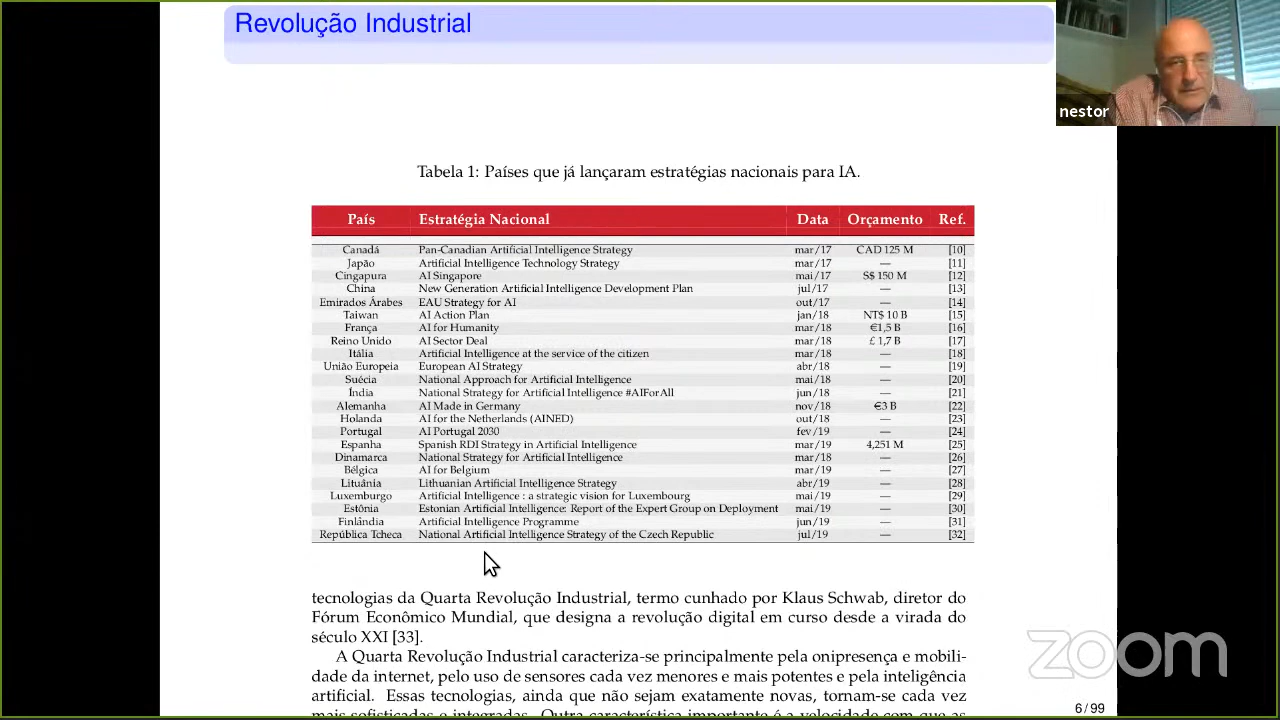 Revolução Industrial
nestor
Tabela 1: Países que já lançaram estratégias nacionais para IA.
País Estratégia Nacional Data Orçamento Ref.
Canadá Pan-Canadian Artificial Intelligence Strategy mar/17 CAD 125 M [10]
Japão Artificial Intelligence Technology Strategy mar/17 — [11]
Cingapura AI Singapore mai/17 S$ 150 M [12]
China New Generation Artificial Intelligence Development Plan jul/17 — [13]
Emirados Árabes EAU Strategy for AI out/17 — [14]
Taiwan AI Action Plan jan/18 NT$ 10 B [15]
França AI for Humanity mar/18 €1,5 B [16]
Reino Unido AI Sector Deal mar/18 £ 1,7 B [17]
Itália Artificial Intelligence at the service of the citizen mar/18 — [18]
União Europeia European AI Strategy abr/18 — [19]
Suécia National Approach for Artificial Intelligence mai/18 — [20]
Índia National Strategy for Artificial Intelligence #AIForAll jun/18 — [21]
Alemanha AI Made in Germany nov/18 €3 B [22]
Holanda AI for the Netherlands (AINED) out/18 — [23]
Portugal AI Portugal 2030 fev/19 — [24]
Espanha Spanish RDI Strategy in Artificial Intelligence mar/19 4,251 M [25]
Dinamarca National Strategy for Artificial Intelligence mar/18 — [26]
Bélgica AI for Belgium mar/19 — [27]
Lituânia Lithuanian Artificial Intelligence Strategy abr/19 — [28]
Luxemburgo Artificial Intelligence : a strategic vision for Luxembourg mai/19 — [29]
Estônia Estonian Artificial Intelligence: Report of the Expert Group on Deployment mai/19 — [30]
Finlândia Artificial Intelligence Programme jun/19 — [31]
República Tcheca National Artificial Intelligence Strategy of the Czech Republic jul/19 — [32]
tecnologias da Quarta Revolução Industrial, termo cunhado por Klaus Schwab, diretor do
Fórum Econômico Mundial, que designa a revolução digital em curso desde a virada do
século XXI [33].
A Quarta Revolução Industrial caracteriza-se principalmente pela onipresença e mobili-
dade da internet, pelo uso de sensores cada vez menores e mais potentes e pela inteligência
artificial. Essas tecnologias, ainda que não sejam exatamente novas, tornam-se cada vez
mais sofisticadas e integradas. Outra característica importante é a velocidade com que as
zoom
6 / 99